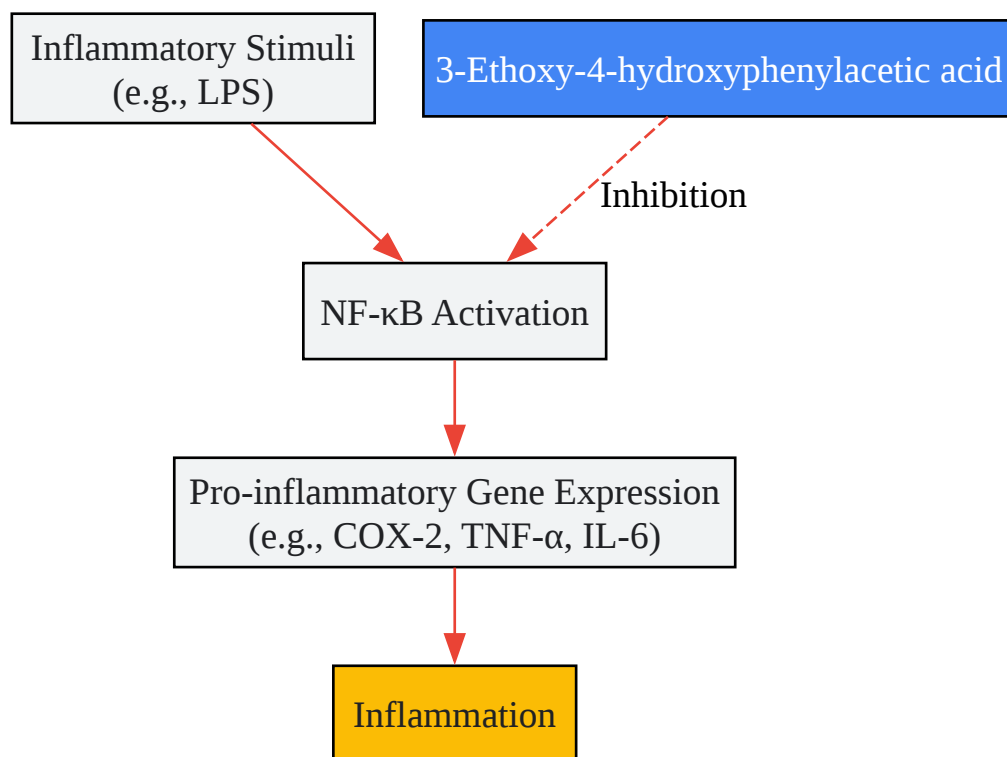 Inflammatory Stimuli
(e.g., LPS)
3-Ethoxy-4-hydroxyphenylacetic acid
Inhibition
NF-κB Activation
Pro-inflammatory Gene Expression
(e.g., COX-2, TNF-α, IL-6)
Inflammation